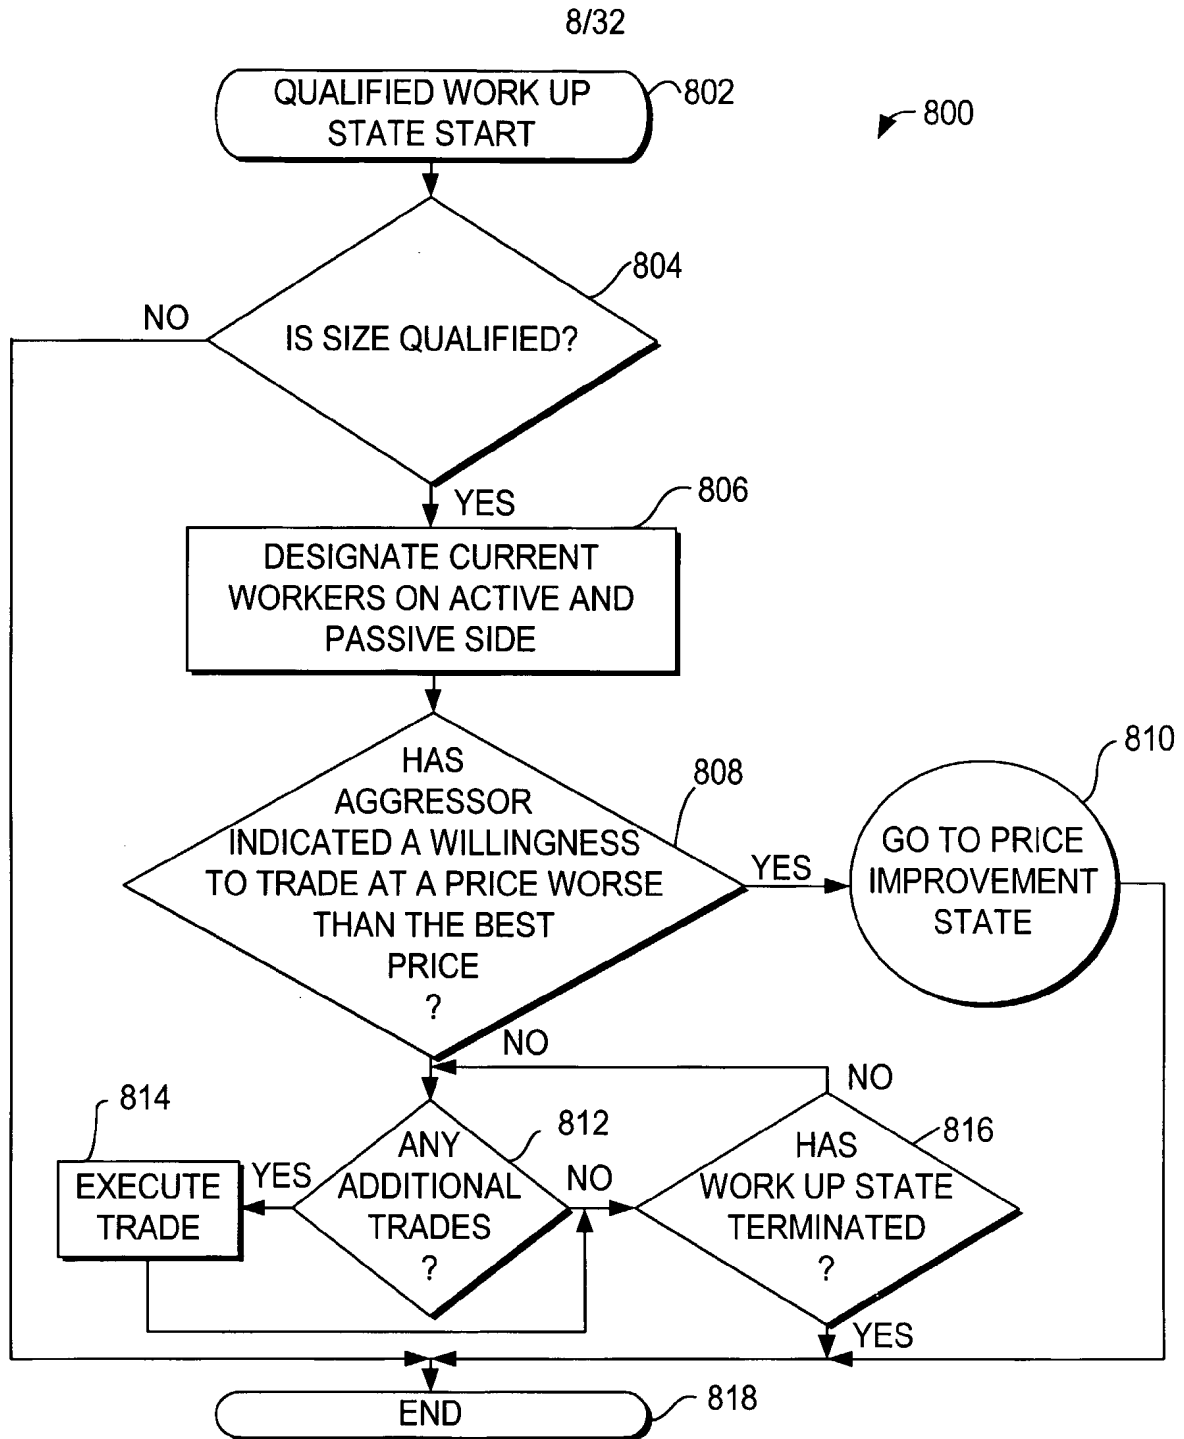 8/32
QUALIFIED WORK UP
STATE START
802
800
804
NO
IS SIZE QUALIFIED?
YES
806
DESIGNATE CURRENT
WORKERS ON ACTIVE AND
PASSIVE SIDE
HAS
AGGRESSOR
INDICATED A WILLINGNESS
TO TRADE AT A PRICE WORSE
THAN THE BEST
PRICE
?
808
YES
810
GO TO PRICE
IMPROVEMENT
STATE
NO
814
EXECUTE
TRADE
YES
812
ANY
ADDITIONAL
TRADES
?
NO
NO
816
HAS
WORK UP STATE
TERMINATED
?
YES
END
818